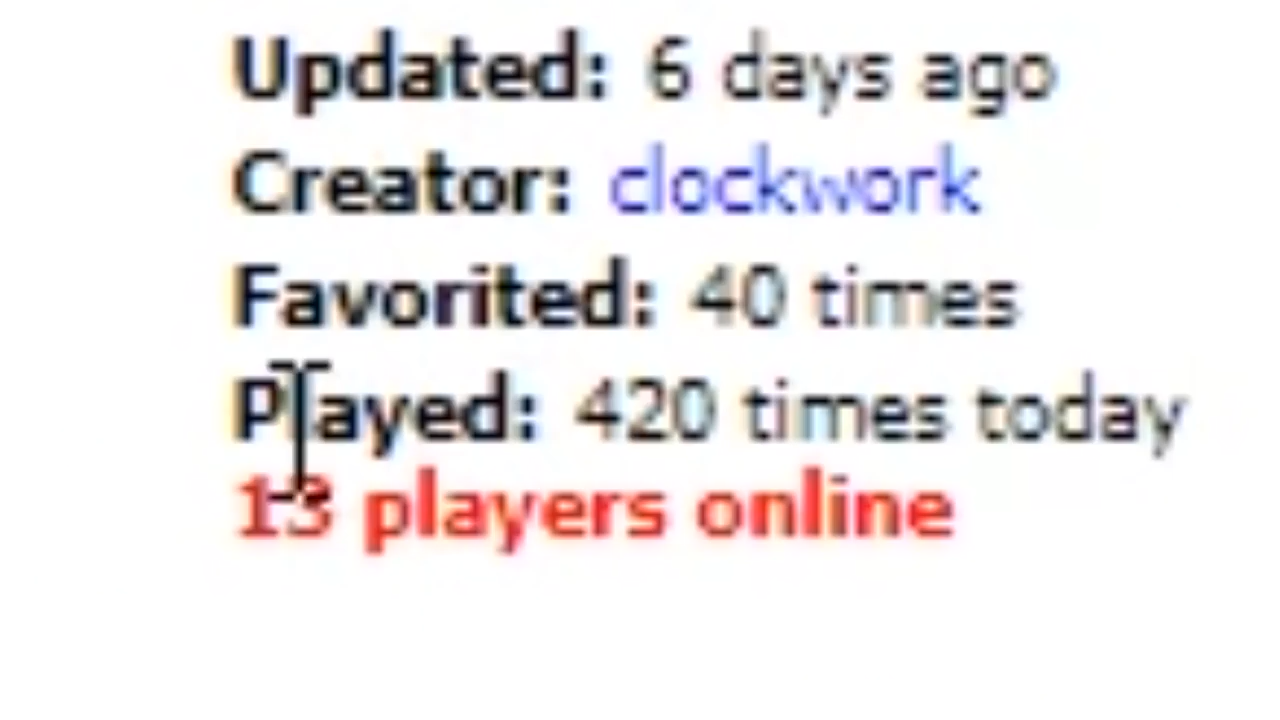 Updated: 6 days ago
Creator: clockwork
Favorited: 40 times
Played: 420 times today
13 players online